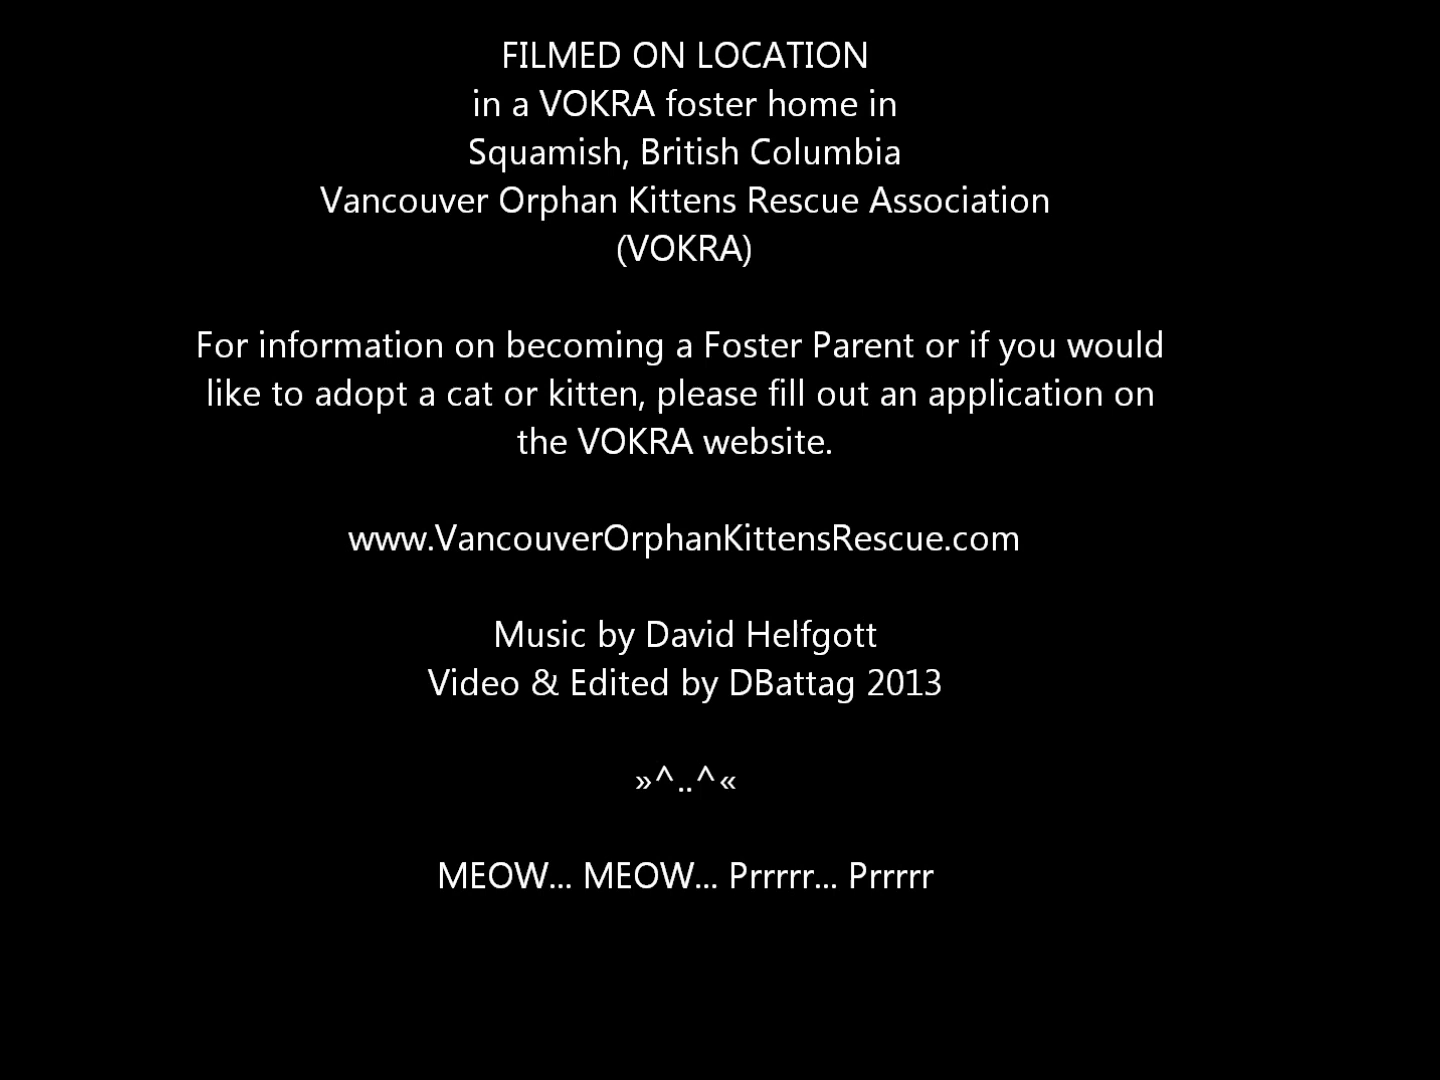 FILMED ON LOCATION
in a VOKRA foster home in
Squamish, British Columbia
Vancouver Orphan Kittens Rescue Association
(VOKRA)
For information on becoming a Foster Parent or if you would
like to adopt a cat or kitten, please fill out an application on
the VOKRA website.
www.VancouverOrphanKittensRescue.com
Music by David Helfgott
Video & Edited by DBattag 2013
»^..^«
MEOW... MEOW... Prrrrr... Prrrrr